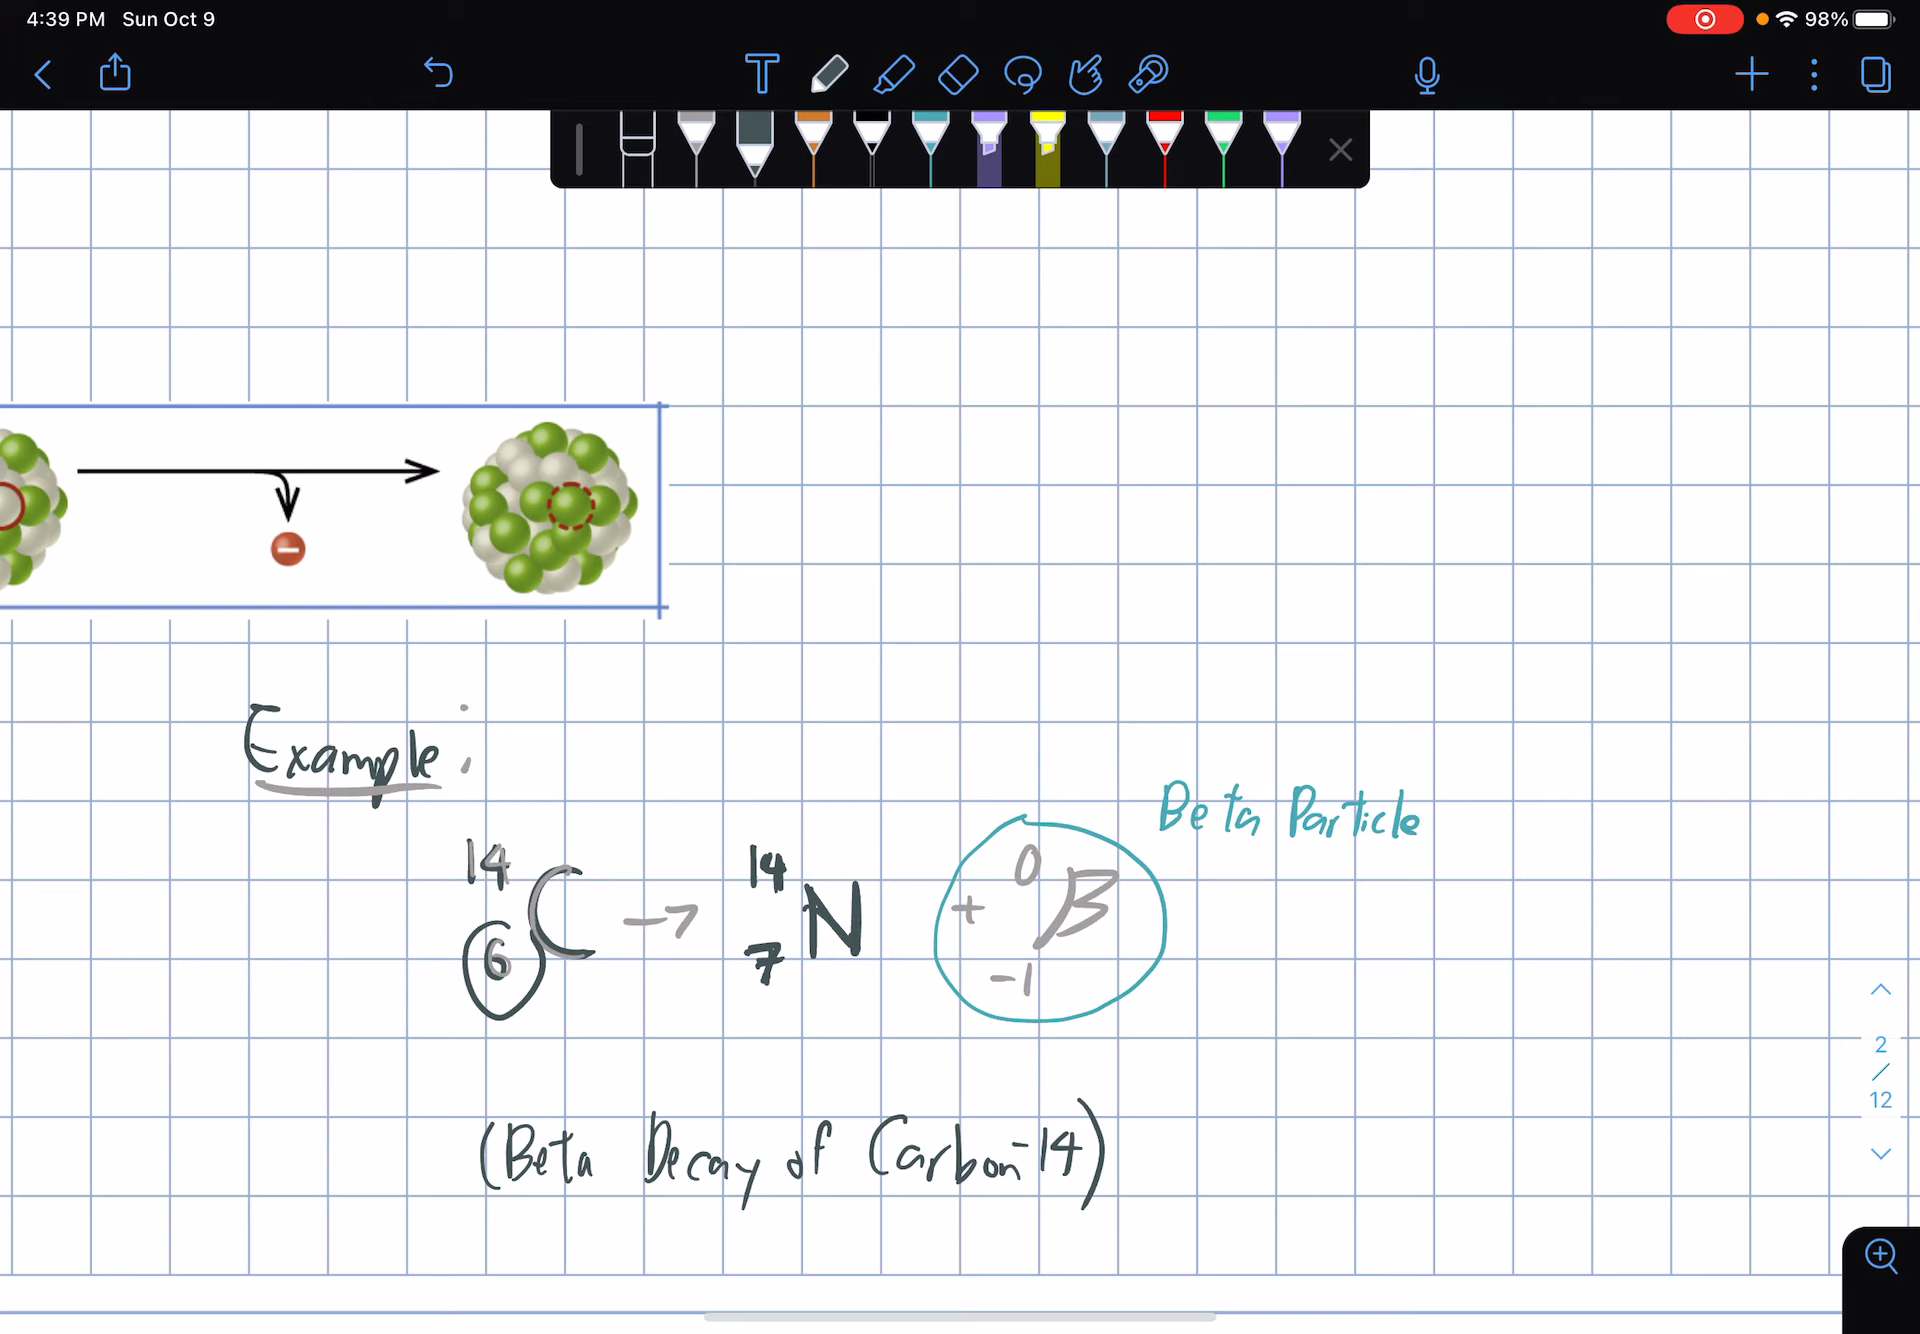 4:39 PM Sun Oct 9
98%
T
Example:
Beta Particle
14 14 0
C → N + β
6 7 -1
(Beta Decay of Carbon-14)
2
/
12